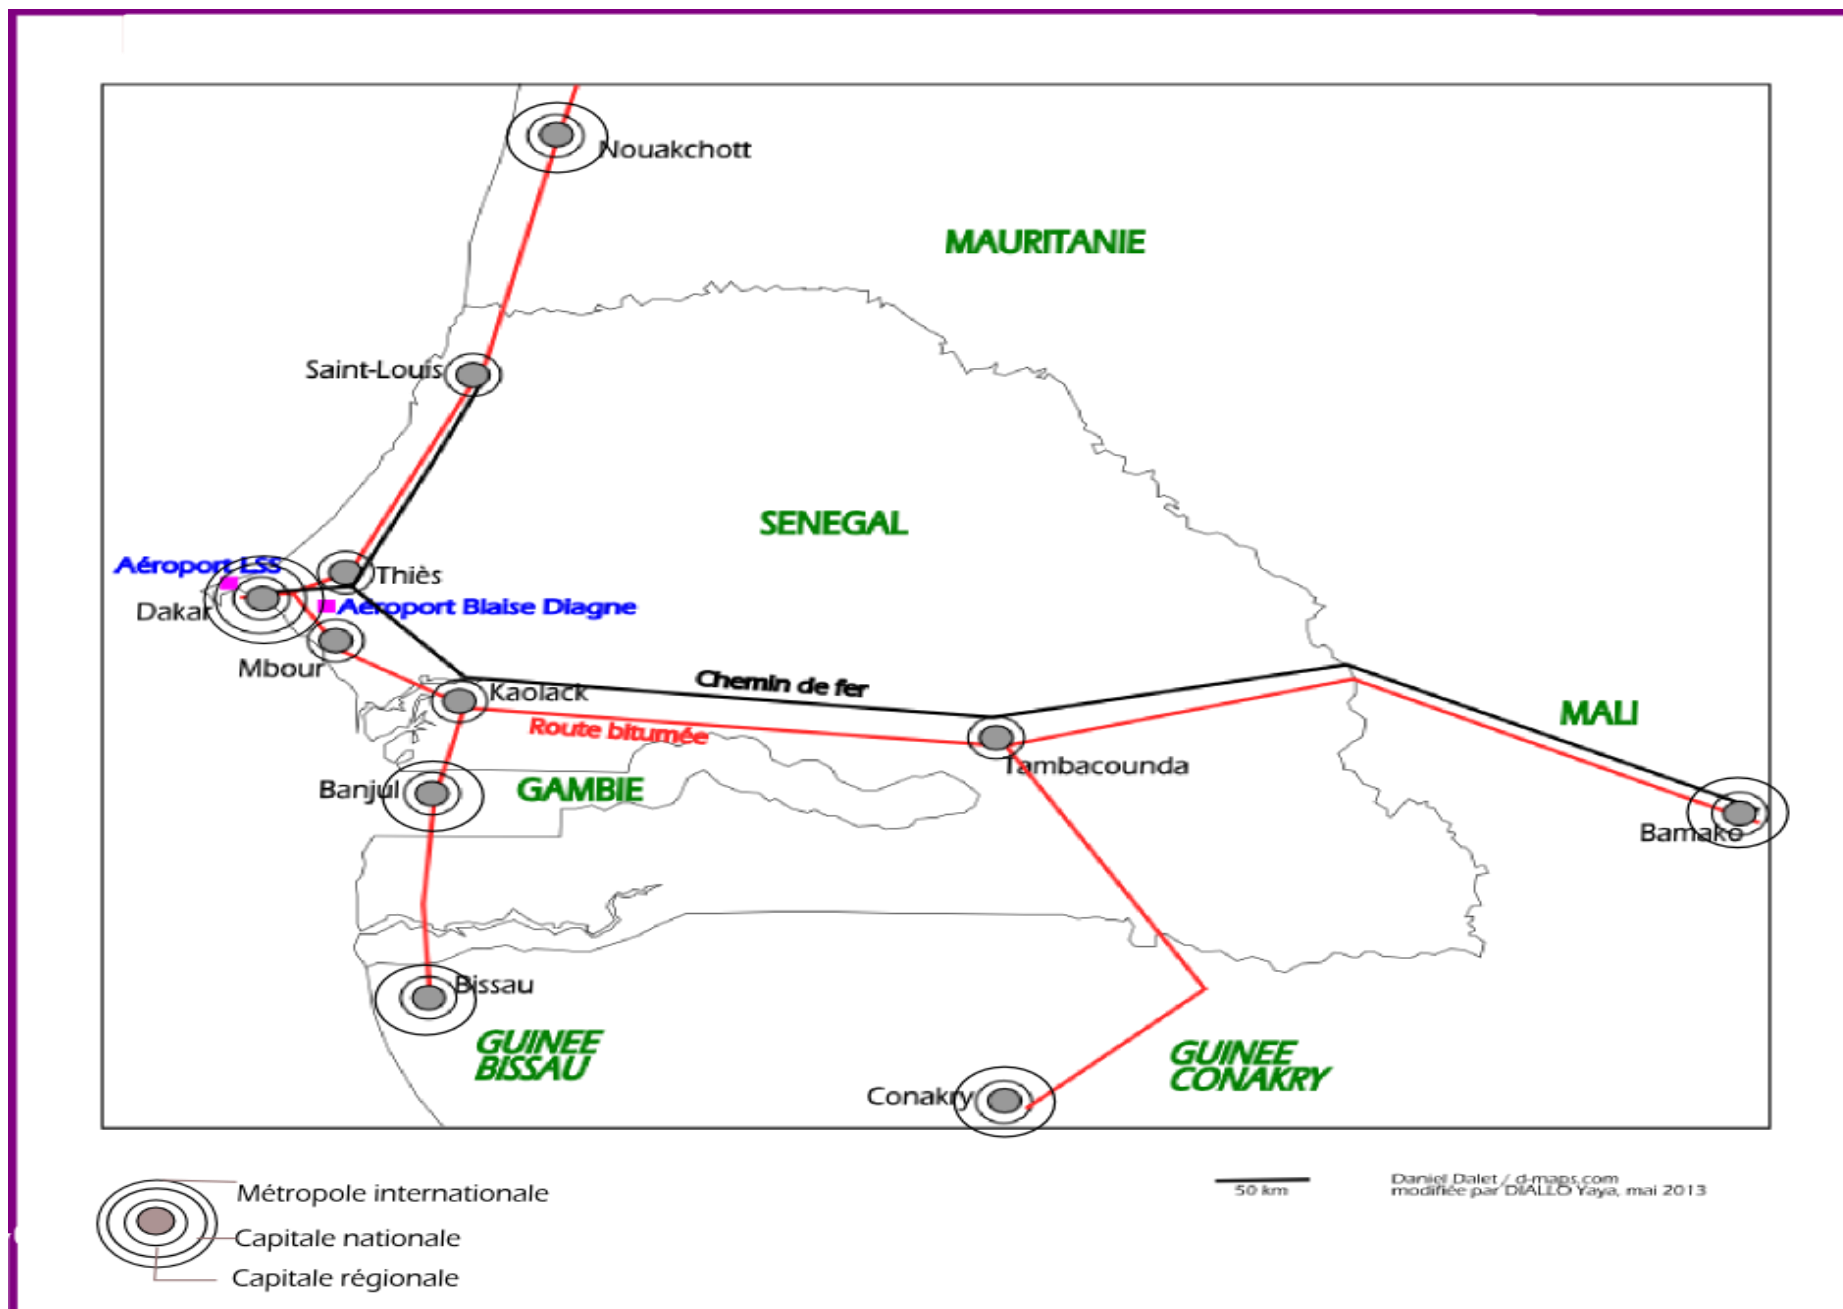 Nouakchott
MAURITANIE
Saint-Louis
SENEGAL
Aéroport LSS
Thiès
Dakar
Aéroport Blaise Diagne
Mbour
Kaolack
Chemin de fer
Route bitumée
MALI
Tambacounda
Banjul
GAMBIE
Bamako
Bissau
GUINEE
BISSAU
GUINEE
CONAKRY
Conakry
Métropole internationale
Capitale nationale
Capitale régionale
50 km
Daniel Dalet / d-maps.com
modifiée par DIALLO Yaya, mai 2013